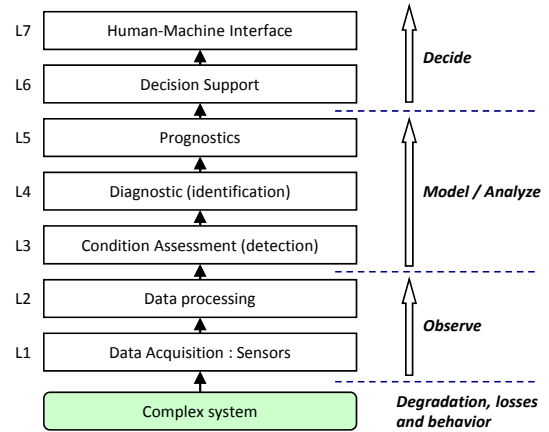 L7 Human-Machine Interface
Decide
L6 Decision Support
L5 Prognostics
L4 Diagnostic (identification)
Model / Analyze
L3 Condition Assessment (detection)
L2 Data processing
Observe
L1 Data Acquisition : Sensors
Complex system
Degradation, losses
and behavior